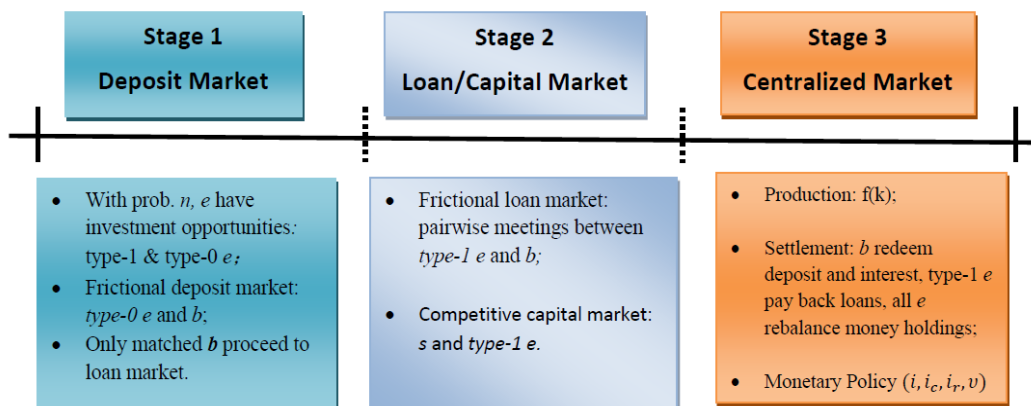 Stage 1
Deposit Market
Stage 2
Loan/Capital Market
Stage 3
Centralized Market
• With prob. n, e have
investment opportunities:
type-1 & type-0 e;
• Frictional deposit market:
type-0 e and b;
• Only matched b proceed to
loan market.
• Frictional loan market:
pairwise meetings between
type-1 e and b;
• Competitive capital market:
s and type-1 e.
• Production: f(k);
• Settlement: b redeem
deposit and interest, type-1 e
pay back loans, all e
rebalance money holdings;
• Monetary Policy (i, i_c, i_r, υ)